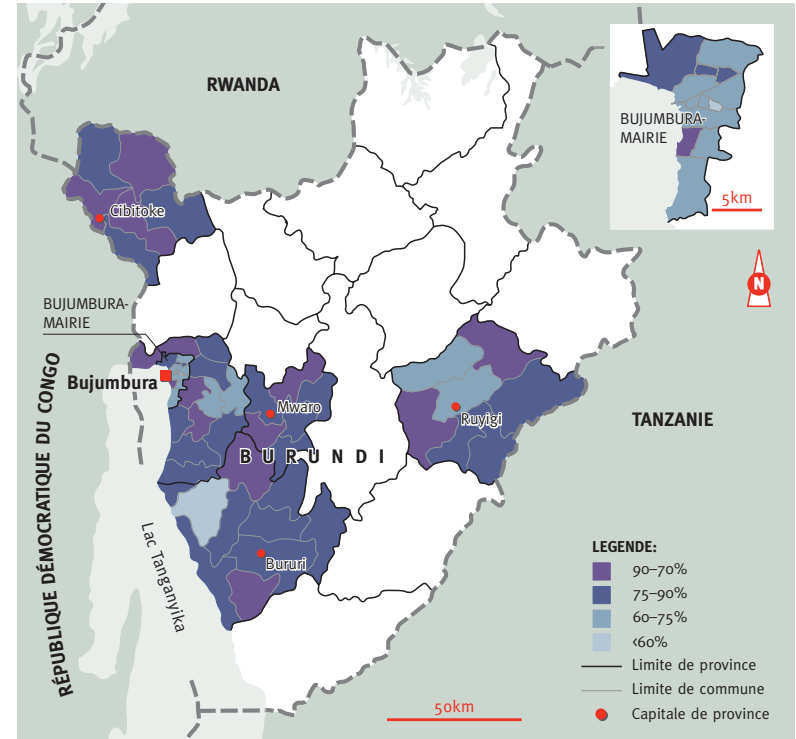 RWANDA
BUJUMBURA-
MAIRIE
5km
Cibitoke
N
BUJUMBURA-
MAIRIE
Bujumbura
Mwaro
Ruyigi
TANZANIE
BURUNDI
RÉPUBLIQUE DÉMOCRATIQUE DU CONGO
Lac Tanganyika
Bururi
LEGENDE:
90–70%
75–90%
60–75%
<60%
Limite de province
Limite de commune
Capitale de province
50km